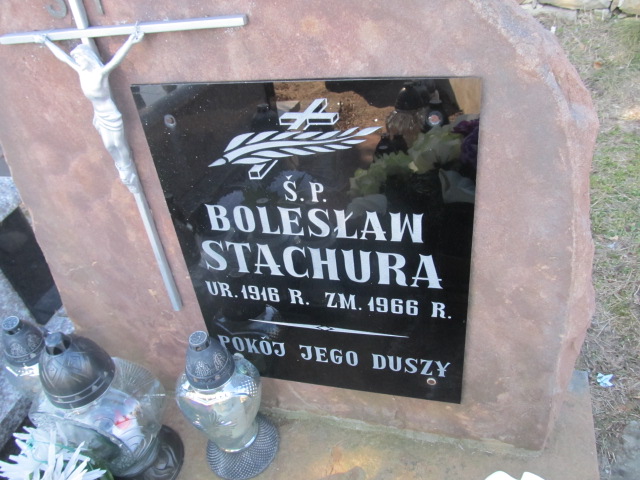 Ś.P.
BOLESŁAW
STACHURA
UR. 1916 R. ZM. 1966 R.
POKÓJ JEGO DUSZY